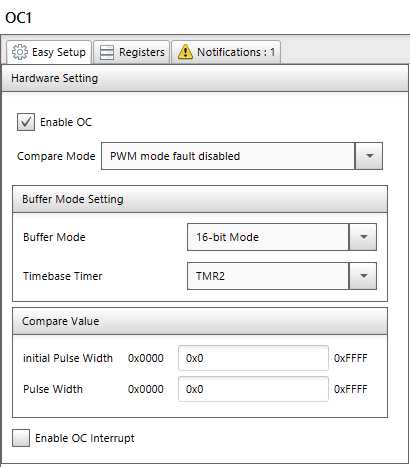 OC1
Easy Setup Registers Notifications : 1
Hardware Setting
Enable OC
Compare Mode PWM mode fault disabled
Buffer Mode Setting
Buffer Mode 16-bit Mode
Timebase Timer TMR2
Compare Value
initial Pulse Width 0x0000 0x0 0xFFFF
Pulse Width 0x0000 0x0 0xFFFF
Enable OC Interrupt